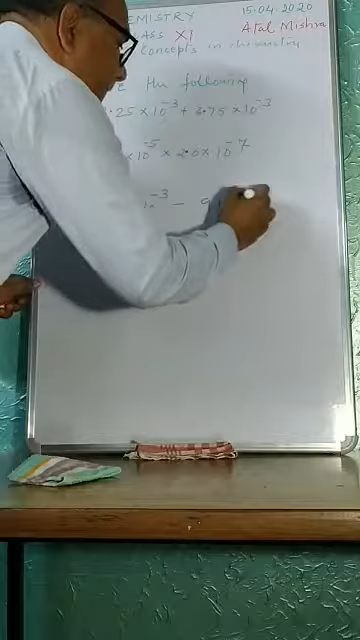 EMISTRY 15.04.2020
ASS XI Atal Mishra
Concepts in chemistry
the following
.25 × 10⁻³ + 3.75 × 10⁻³
× 10⁻⁵ × 2.0 × 10⁻⁷
10⁻³ –